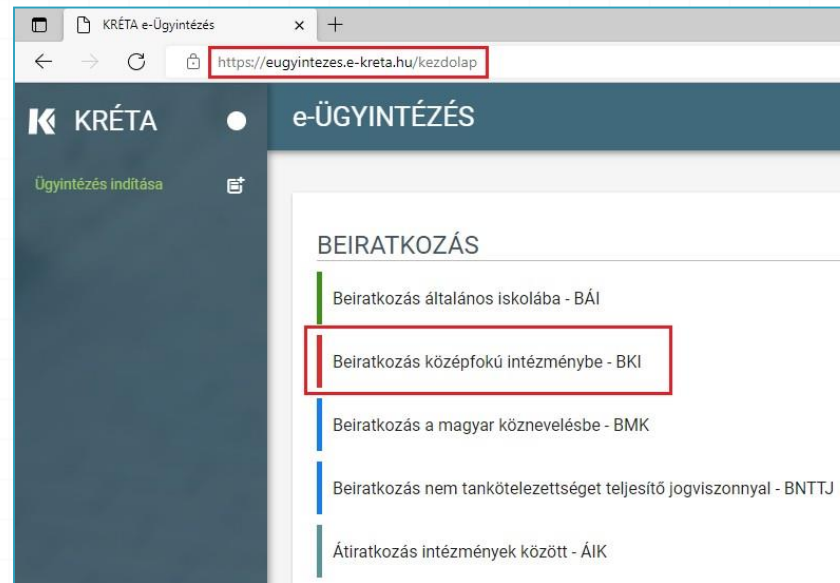 KRÉTA e-Ügyintézés
https://eugyintezes.e-kreta.hu/kezdolap
KRÉTA
e-ÜGYINTÉZÉS
Ügyintézés indítása
BEIRATKOZÁS
Beiratkozás általános iskolába - BÁI
Beiratkozás középfokú intézménybe - BKI
Beiratkozás a magyar köznevelésbe - BMK
Beiratkozás nem tankötelezettséget teljesítő jogviszonnyal - BNTTJ
Átiratkozás intézmények között - ÁIK